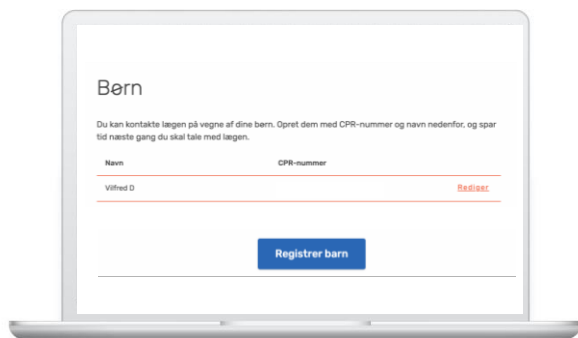 Børn
Du kan kontakte lægen på vegne af dine børn. Opret dem med CPR-nummer og navn nedenfor, og spar
tid næste gang du skal tale med lægen.
Navn CPR-nummer
Vilfred D Rediger
Registrer barn